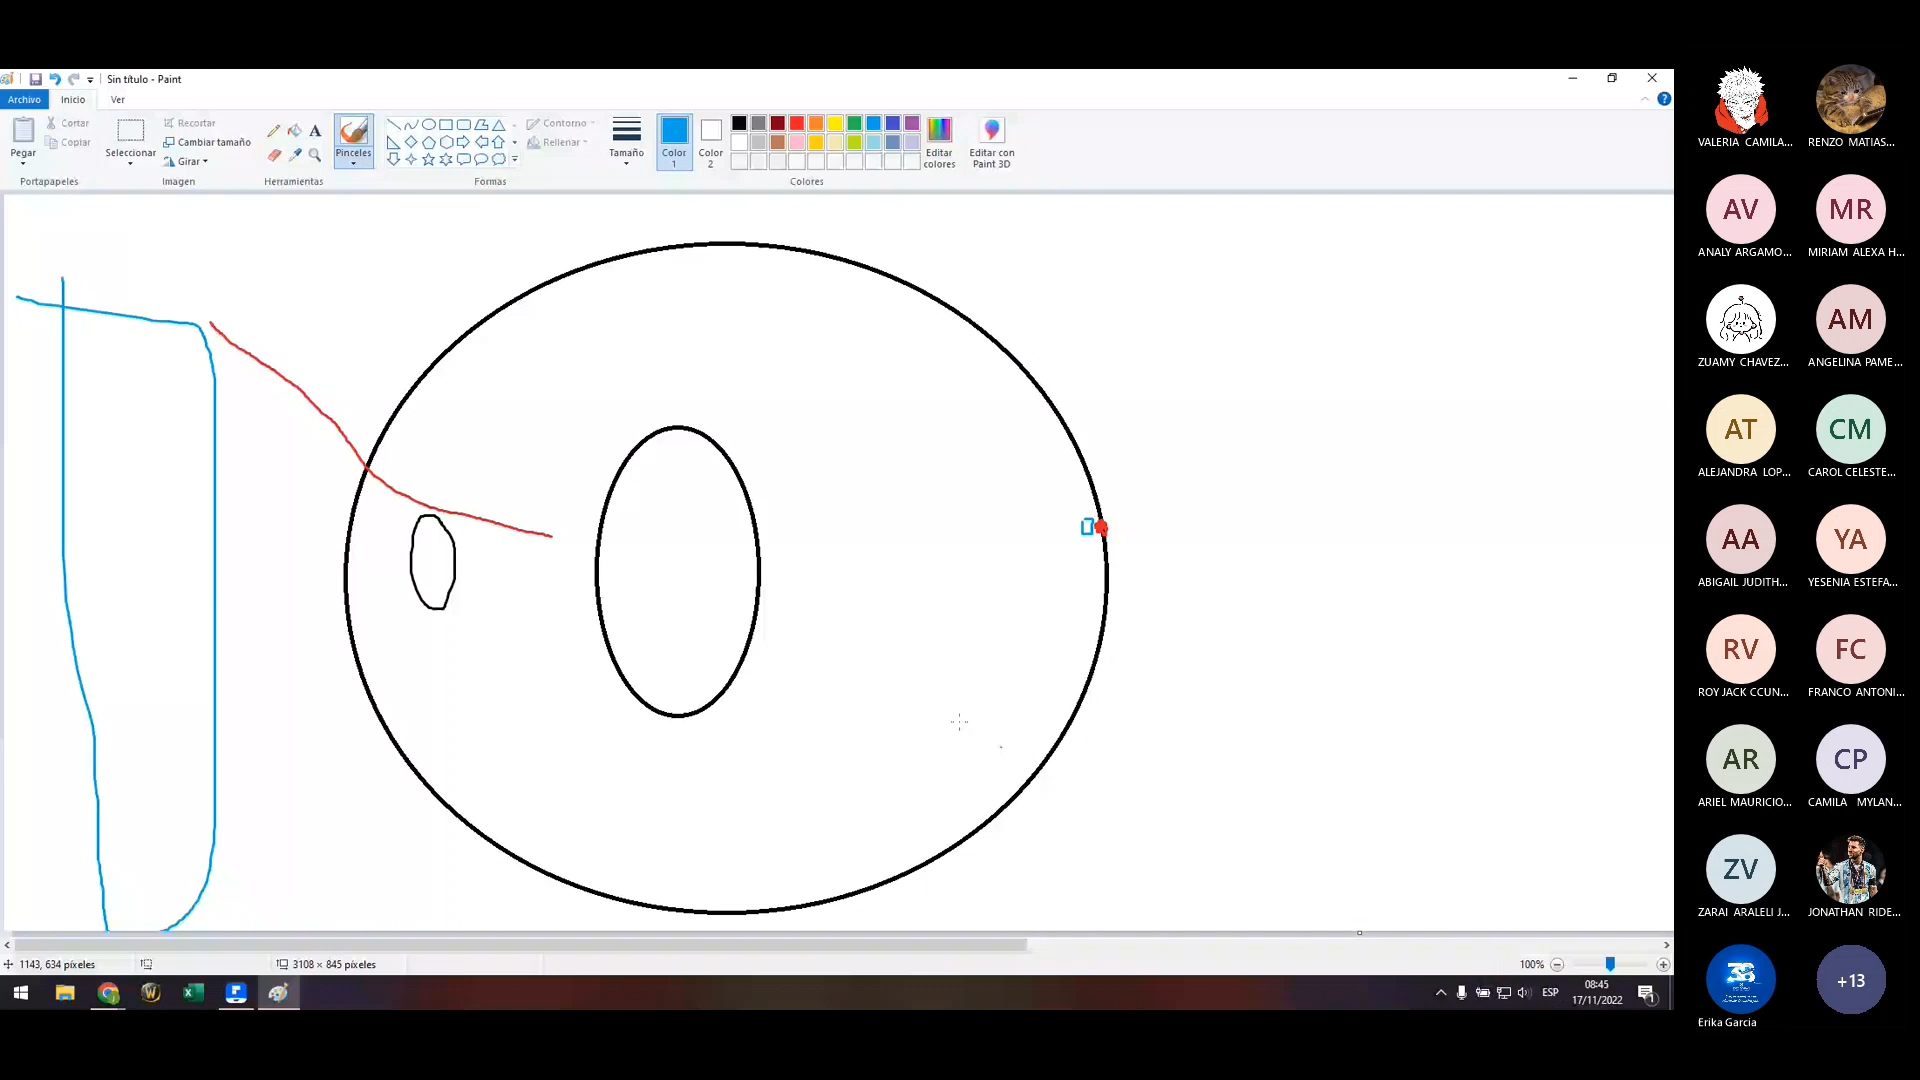 Sin título - Paint
Archivo Inicio Ver
Pegar
Cortar
Copiar
Portapapeles
Seleccionar
Recortar
Cambiar tamaño
Girar
Imagen
A
Herramientas
Pinceles
Contorno
Rellenar
Formas
Tamaño
Color
1
Color
2
Editar
colores
Colores
Editar con
Paint 3D
1143, 634 píxeles
3108 × 845 píxeles
100%
ESP
08:45
17/11/2022
1
VALERIA CAMILA...
RENZO MATIAS...
AV
ANALY ARGAMO...
MR
MIRIAM ALEXA H...
ZUAMY CHAVEZ...
AM
ANGELINA PAME...
AT
ALEJANDRA LOP...
CM
CAROL CELESTE...
AA
ABIGAIL JUDITH...
YA
YESENIA ESTEFA...
RV
ROY JACK CCUN...
FC
FRANCO ANTONI...
AR
ARIEL MAURICIO...
CP
CAMILA MYLAN...
ZV
ZARAI ARALELI J...
JONATHAN RIDE...
38
Erika Garcia
+13